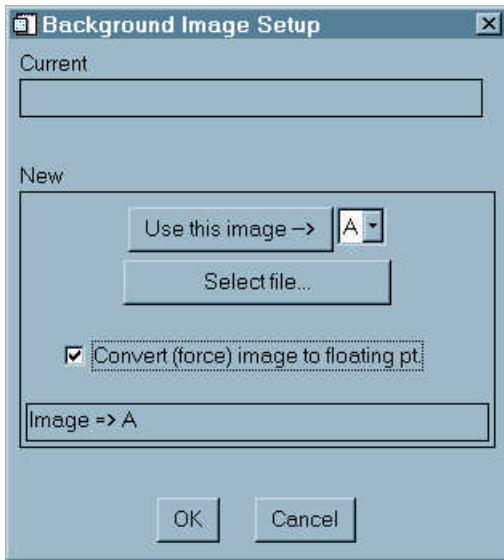 Background Image Setup
Current
New
Use this image –> A
Select file...
Convert (force) image to floating pt.
Image => A
OK Cancel